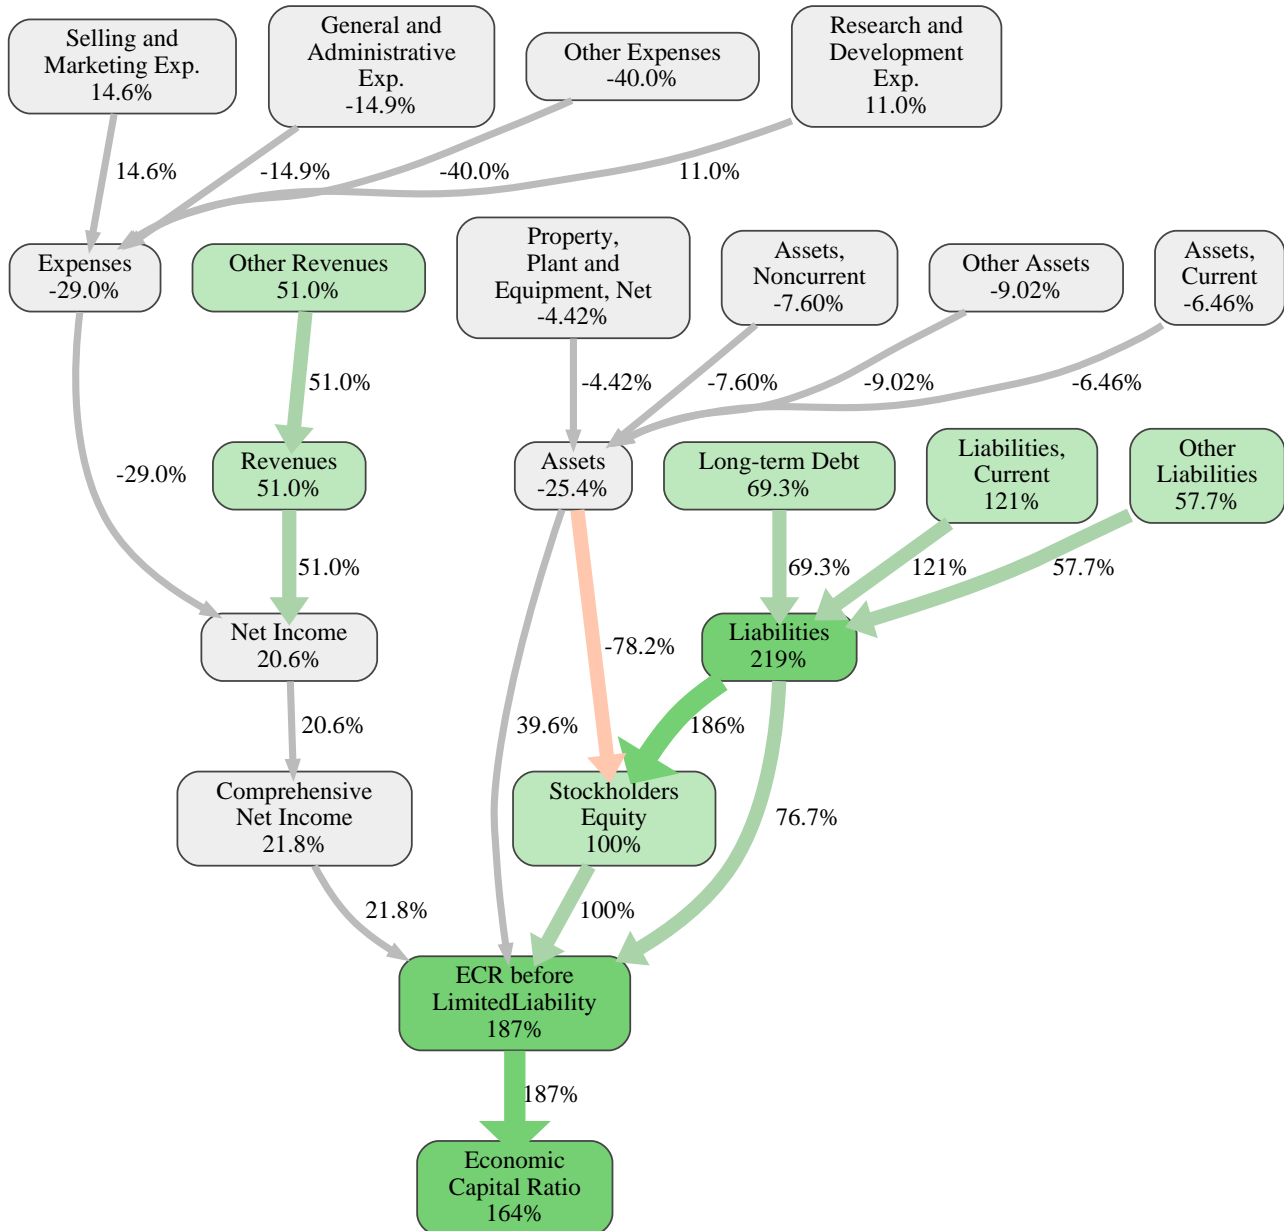 Selling and
Marketing Exp.
14.6%
General and
Administrative
Exp.
-14.9%
Other Expenses
-40.0%
Research and
Development
Exp.
11.0%
14.6%
-14.9%
-40.0%
11.0%
Expenses
-29.0%
Other Revenues
51.0%
Property,
Plant and
Equipment, Net
-4.42%
Assets,
Noncurrent
-7.60%
Other Assets
-9.02%
Assets,
Current
-6.46%
51.0%
-4.42%
-7.60%
-9.02%
-6.46%
-29.0%
Revenues
51.0%
Assets
-25.4%
Long-term Debt
69.3%
Liabilities,
Current
121%
Other
Liabilities
57.7%
51.0%
69.3%
121%
57.7%
Net Income
20.6%
-78.2%
Liabilities
219%
20.6%
39.6%
186%
Comprehensive
Net Income
21.8%
Stockholders
Equity
100%
76.7%
21.8%
100%
ECR before
LimitedLiability
187%
187%
Economic
Capital Ratio
164%